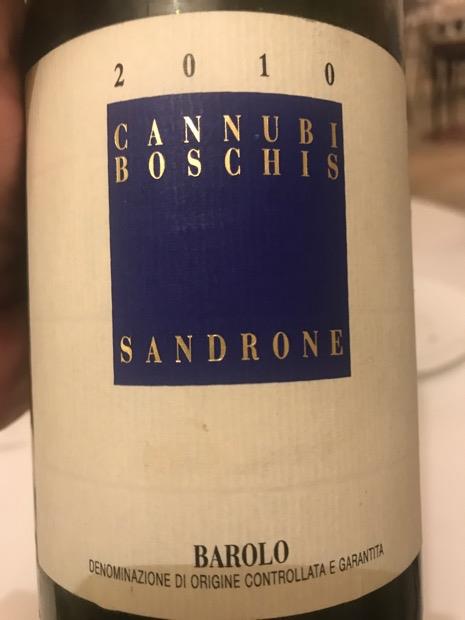 2010
CANNUBI
BOSCHIS
SANDRONE
BAROLO
DENOMINAZIONE DI ORIGINE CONTROLLATA E GARANTITA